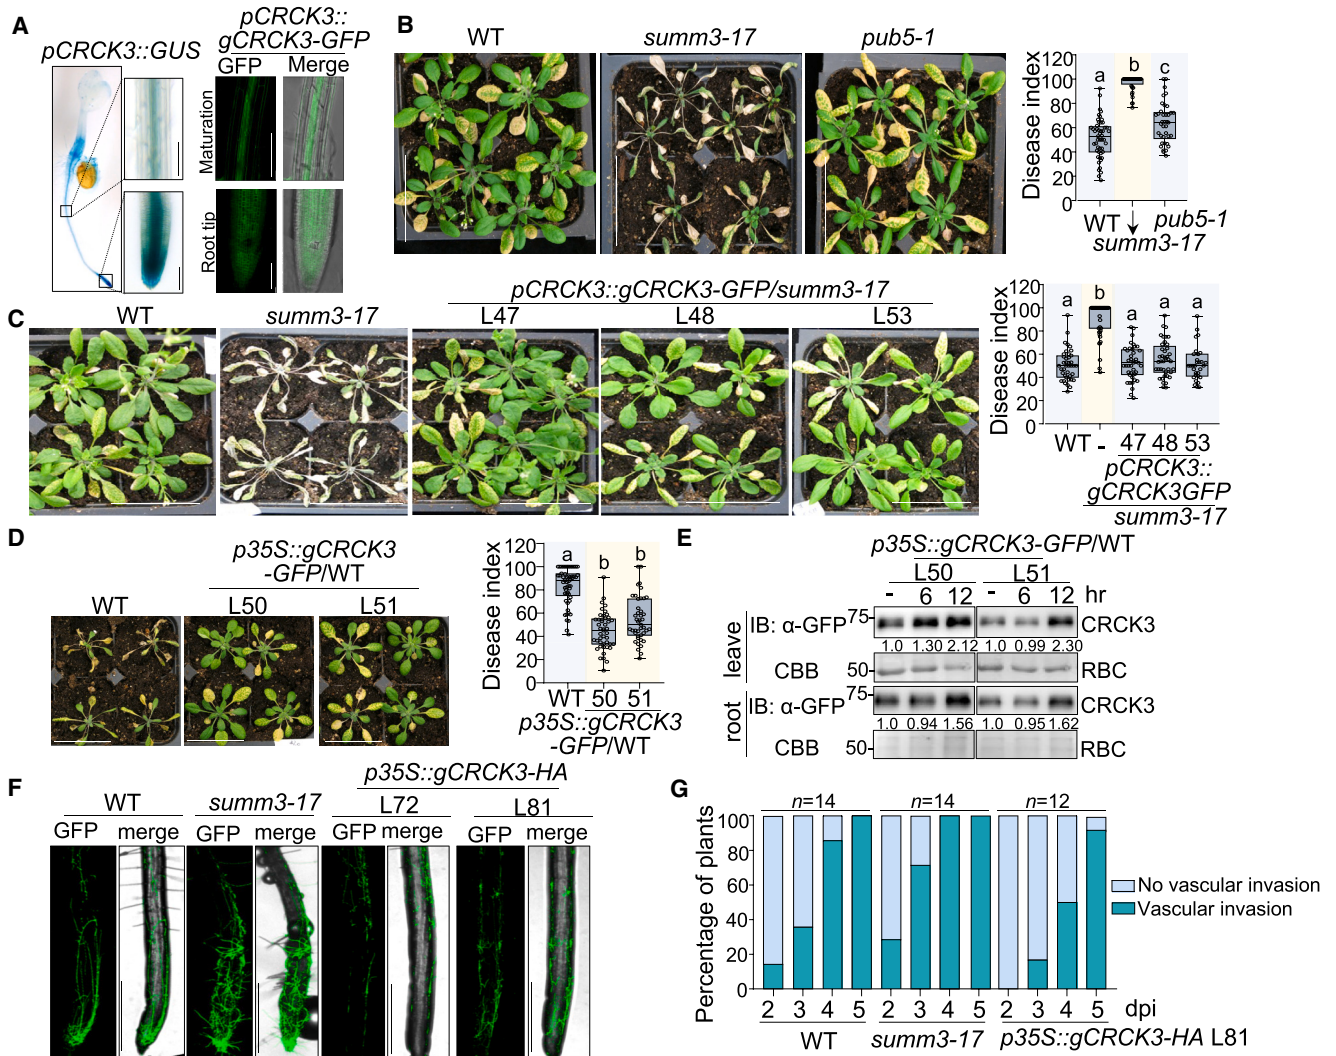 A
pCRCK3::GUS
pCRCK3::
gCRCK3-GFP
GFP Merge
Maturation
Root tip
B
WT summ3-17 pub5-1
Disease index
120
100
80
60
40
20
0
a b c
WT pub5-1
summ3-17
C
pCRCK3::gCRCK3-GFP/summ3-17
WT summ3-17 L47 L48 L53
Disease index
120
100
80
60
40
20
0
a b a a a
WT - 47 48 53
pCRCK3::
gCRCK3GFP
summ3-17
D
p35S::gCRCK3
-GFP/WT
WT L50 L51
Disease index
120
100
80
60
40
20
0
a b b
WT 50 51
p35S::gCRCK3
-GFP/WT
E
p35S::gCRCK3-GFP/WT
L50 L51
- 6 12 - 6 12 hr
leave
IB: α-GFP 75- CRCK3
1.0 1.30 2.12 1.0 0.99 2.30
CBB 50- RBC
root
IB: α-GFP 75- CRCK3
1.0 0.94 1.56 1.0 0.95 1.62
CBB 50- RBC
F
p35S::gCRCK3-HA
WT summ3-17 L72 L81
GFP merge GFP merge GFP merge GFP merge
G
n=14 n=14 n=12
Percentage of plants
100
80
60
40
20
0
2 3 4 5 2 3 4 5 2 3 4 5 dpi
WT summ3-17 p35S::gCRCK3-HA L81
No vascular invasion
Vascular invasion